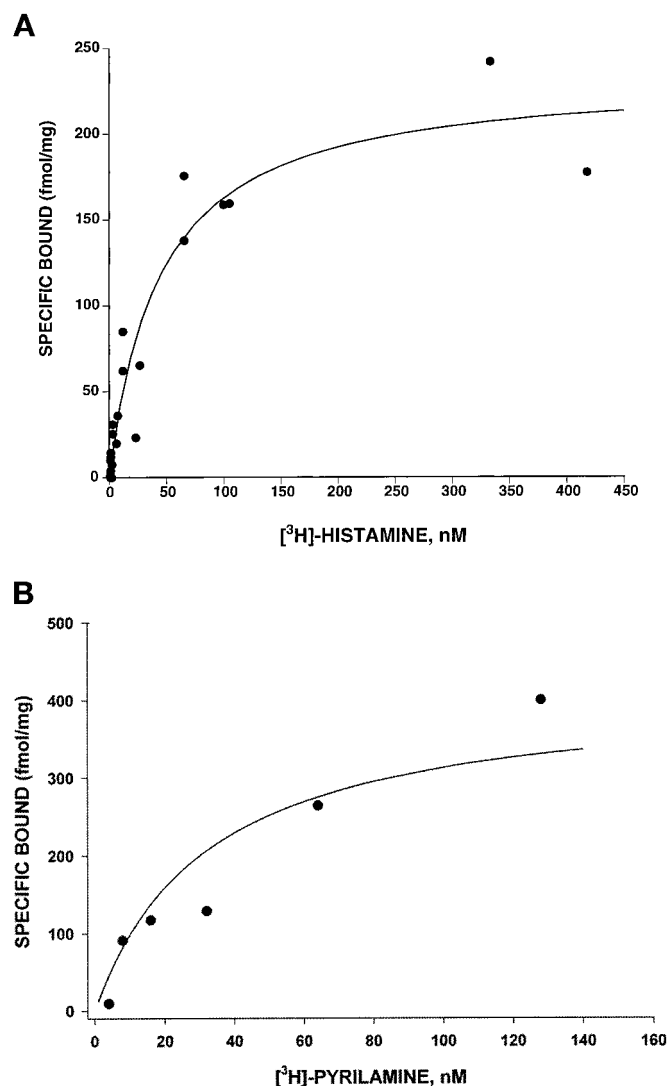 A
250
200
150
100
50
0
SPECIFIC BOUND (fmol/mg)
0 50 100 150 200 250 300 350 400 450
[³H]-HISTAMINE, nM
B
500
400
300
200
100
0
SPECIFIC BOUND (fmol/mg)
0 20 40 60 80 100 120 140 160
[³H]-PYRILAMINE, nM